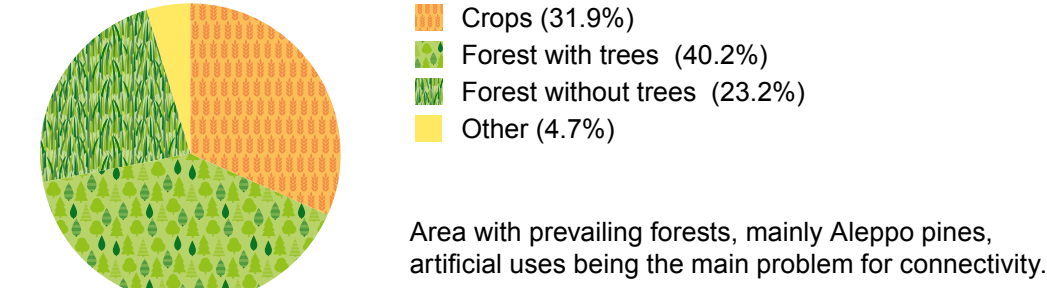 Crops (31.9%)
Forest with trees (40.2%)
Forest without trees (23.2%)
Other (4.7%)
Area with prevailing forests, mainly Aleppo pines,
artificial uses being the main problem for connectivity.